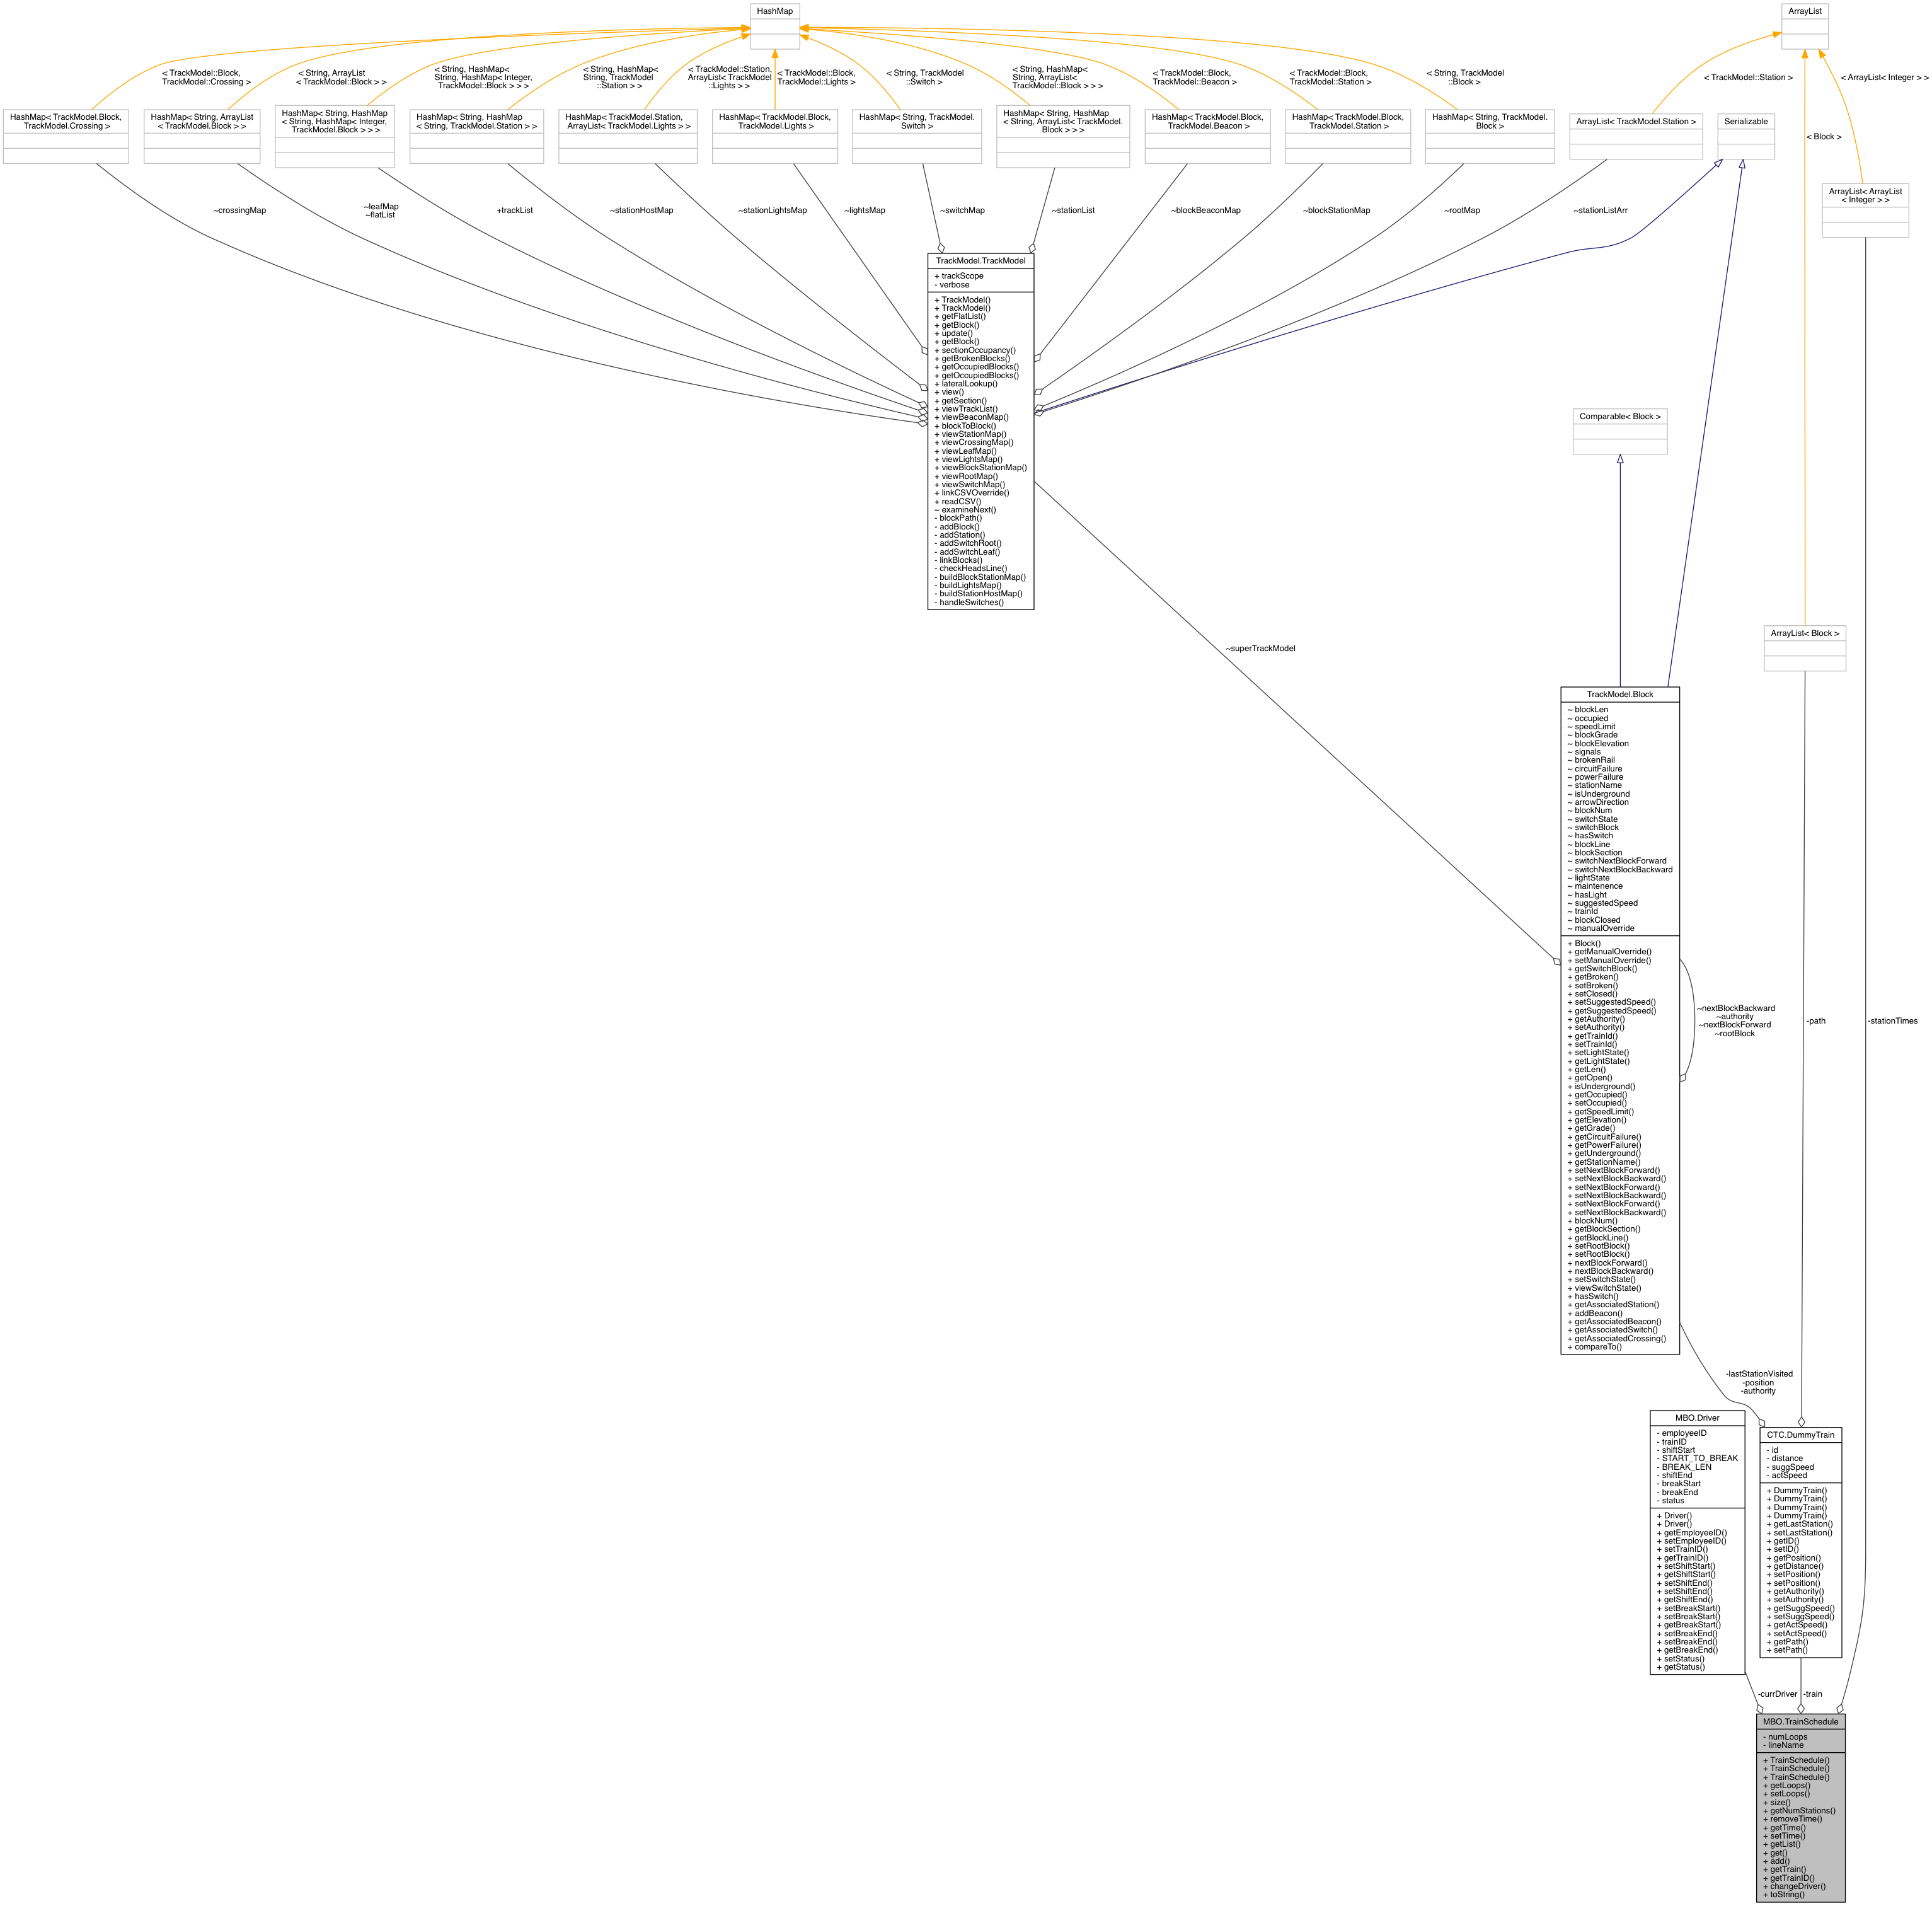 HashMap
ArrayList
< TrackModel::Block,
TrackModel::Crossing >
< String, ArrayList
< TrackModel::Block > >
< String, HashMap<
String, HashMap< Integer,
TrackModel::Block > > >
< String, HashMap<
String, TrackModel
::Station > >
< TrackModel::Station,
ArrayList< TrackModel
::Lights > >
< TrackModel::Block,
TrackModel::Lights >
< String, TrackModel
::Switch >
< String, HashMap<
String, ArrayList<
TrackModel::Block > > >
< TrackModel::Block,
TrackModel::Beacon >
< TrackModel::Block,
TrackModel::Station >
< String, TrackModel
::Block >
< TrackModel::Station >
< ArrayList< Integer > >
< Block >
HashMap< TrackModel.Block,
TrackModel.Crossing >
HashMap< String, ArrayList
< TrackModel.Block > >
HashMap< String, HashMap
< String, HashMap< Integer,
TrackModel.Block > > >
HashMap< String, HashMap
< String, TrackModel.Station > >
HashMap< TrackModel.Station,
ArrayList< TrackModel.Lights > >
HashMap< TrackModel.Block,
TrackModel.Lights >
HashMap< String, TrackModel.
Switch >
HashMap< String, HashMap
< String, ArrayList< TrackModel.
Block > > >
HashMap< TrackModel.Block,
TrackModel.Beacon >
HashMap< TrackModel.Block,
TrackModel.Station >
HashMap< String, TrackModel.
Block >
ArrayList< TrackModel.Station >
Serializable
ArrayList< ArrayList
< Integer > >
~crossingMap
~leafMap
~flatList
+trackList
~stationHostMap
~stationLightsMap
~lightsMap
~switchMap
~stationList
~blockBeaconMap
~blockStationMap
~rootMap
~stationListArr
TrackModel.TrackModel
+ trackScope
- verbose
+ TrackModel()
+ TrackModel()
+ getFlatList()
+ getBlock()
+ update()
+ getBlock()
+ sectionOccupancy()
+ getBrokenBlocks()
+ getOccupiedBlocks()
+ getOccupiedBlocks()
+ lateralLookup()
+ view()
+ getSection()
+ viewTrackList()
+ viewBeaconMap()
+ blockToBlock()
+ viewStationMap()
+ viewCrossingMap()
+ viewLeafMap()
+ viewLightsMap()
+ viewBlockStationMap()
+ viewRootMap()
+ viewSwitchMap()
+ linkCSVOverride()
+ readCSV()
~ examineNext()
- blockPath()
- addBlock()
- addStation()
- addSwitchRoot()
- addSwitchLeaf()
- linkBlocks()
- checkHeadsLine()
- buildBlockStationMap()
- buildLightsMap()
- buildStationHostMap()
- handleSwitches()
Comparable< Block >
ArrayList< Block >
~superTrackModel
TrackModel.Block
~ blockLen
~ occupied
~ speedLimit
~ blockGrade
~ blockElevation
~ signals
~ brokenRail
~ circuitFailure
~ powerFailure
~ stationName
~ isUnderground
~ arrowDirection
~ blockNum
~ switchState
~ switchBlock
~ hasSwitch
~ blockLine
~ blockSection
~ switchNextBlockForward
~ switchNextBlockBackward
~ lightState
~ maintenence
~ hasLight
~ suggestedSpeed
~ trainId
~ blockClosed
~ manualOverride
+ Block()
+ getManualOverride()
+ setManualOverride()
+ getSwitchBlock()
+ getBroken()
+ setBroken()
+ setClosed()
+ setSuggestedSpeed()
+ getSuggestedSpeed()
+ getAuthority()
+ setAuthority()
+ getTrainId()
+ setTrainId()
+ setLightState()
+ getLightState()
+ getLen()
+ getOpen()
+ isUnderground()
+ getOccupied()
+ setOccupied()
+ getSpeedLimit()
+ getElevation()
+ getGrade()
+ getCircuitFailure()
+ getPowerFailure()
+ getUnderground()
+ getStationName()
+ setNextBlockForward()
+ setNextBlockBackward()
+ setNextBlockForward()
+ setNextBlockBackward()
+ setNextBlockForward()
+ setNextBlockBackward()
+ blockNum()
+ getBlockSection()
+ getBlockLine()
+ setRootBlock()
+ setRootBlock()
+ nextBlockForward()
+ nextBlockBackward()
+ setSwitchState()
+ viewSwitchState()
+ hasSwitch()
+ getAssociatedStation()
+ addBeacon()
+ getAssociatedBeacon()
+ getAssociatedSwitch()
+ getAssociatedCrossing()
+ compareTo()
~nextBlockBackward
~authority
~nextBlockForward
~rootBlock
-path
-stationTimes
-lastStationVisited
-position
-authority
MBO.Driver
- employeeID
- trainID
- shiftStart
- START_TO_BREAK
- BREAK_LEN
- shiftEnd
- breakStart
- breakEnd
- status
+ Driver()
+ Driver()
+ getEmployeeID()
+ setEmployeeID()
+ setTrainID()
+ getTrainID()
+ setShiftStart()
+ getShiftStart()
+ setShiftEnd()
+ setShiftEnd()
+ getShiftEnd()
+ setBreakStart()
+ setBreakStart()
+ getBreakStart()
+ setBreakEnd()
+ setBreakEnd()
+ getBreakEnd()
+ setStatus()
+ getStatus()
CTC.DummyTrain
- id
- distance
- suggSpeed
- actSpeed
+ DummyTrain()
+ DummyTrain()
+ DummyTrain()
+ DummyTrain()
+ getLastStation()
+ setLastStation()
+ getID()
+ setID()
+ getPosition()
+ getDistance()
+ setPosition()
+ setPosition()
+ getAuthority()
+ setAuthority()
+ getSuggSpeed()
+ setSuggSpeed()
+ getActSpeed()
+ setActSpeed()
+ getPath()
+ setPath()
-currDriver
-train
MBO.TrainSchedule
- numLoops
- lineName
+ TrainSchedule()
+ TrainSchedule()
+ TrainSchedule()
+ getLoops()
+ setLoops()
+ size()
+ getNumStations()
+ removeTime()
+ getTime()
+ setTime()
+ getList()
+ get()
+ add()
+ getTrain()
+ getTrainID()
+ changeDriver()
+ toString()